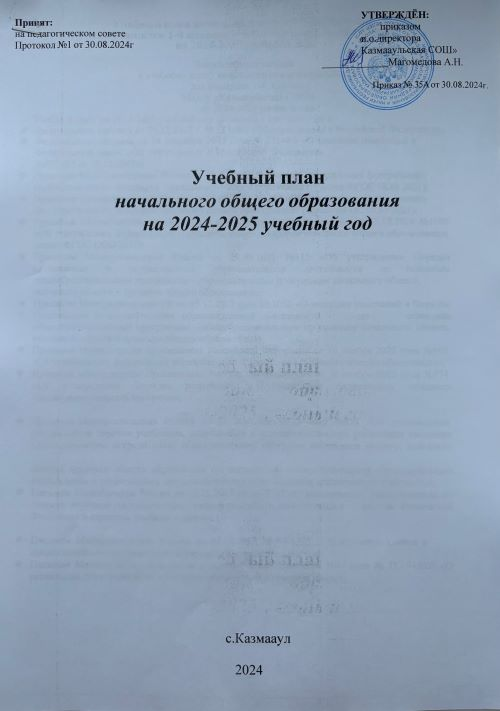 Принят:
на педагогическом совете
Протокол №1 от 30.08.2024г
УТВЕРЖДЁН:
приказом
и.о.директора
Казмааульская СОШ»
Магомедова А.Н.
Приказ № 35А от 30.08.2024г.
Учебный план
начального общего образования
на 2024-2025 учебный год
с.Казмааул
2024